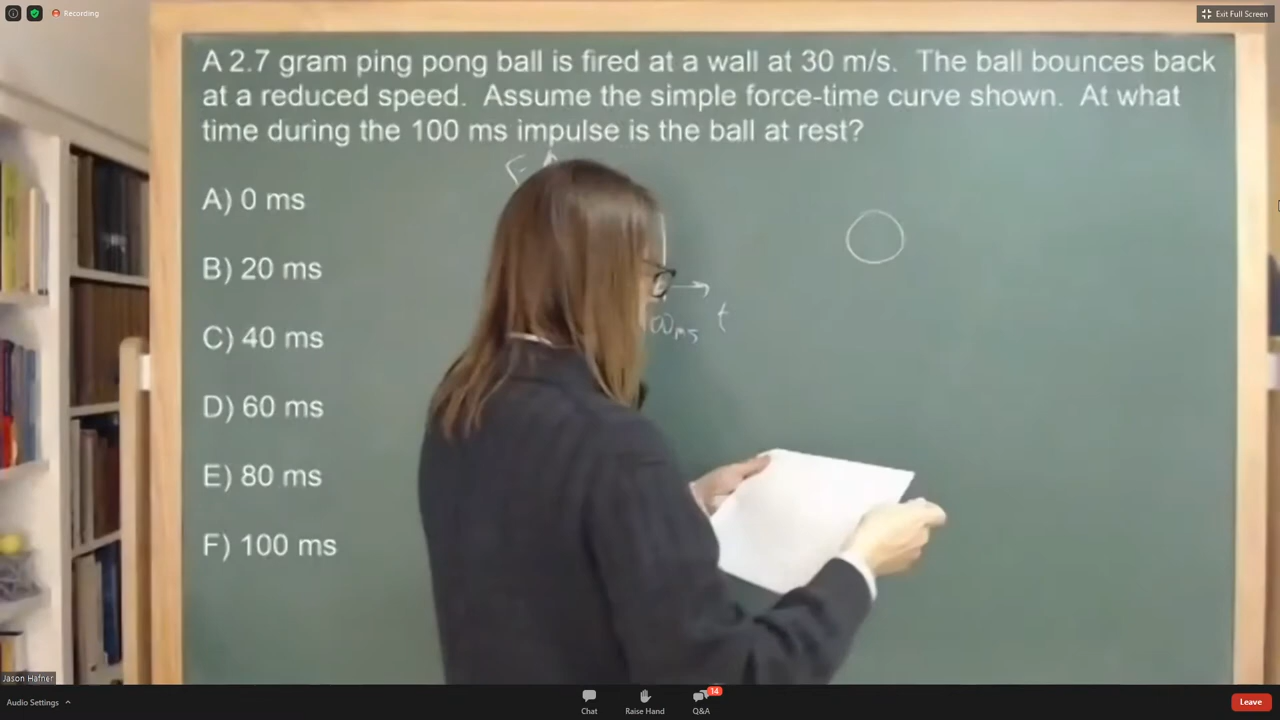 Recording
Exit Full Screen
A 2.7 gram ping pong ball is fired at a wall at 30 m/s. The ball bounces back
at a reduced speed. Assume the simple force-time curve shown. At what
time during the 100 ms impulse is the ball at rest?
F
A) 0 ms
B) 20 ms
t
00ms
C) 40 ms
D) 60 ms
E) 80 ms
F) 100 ms
Jason Hafner
Audio Settings
Chat
Raise Hand
14
Q&A
Leave